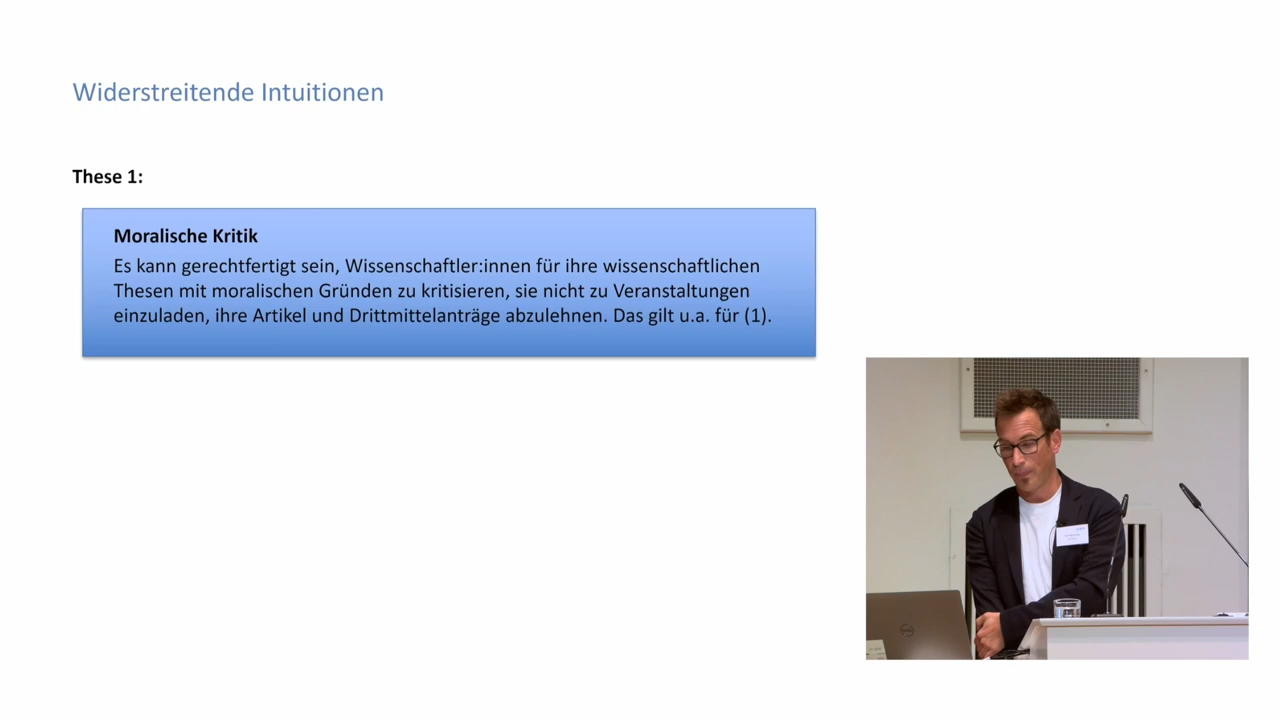 Widerstreitende Intuitionen
These 1:
Moralische Kritik
Es kann gerechtfertigt sein, Wissenschaftler:innen für ihre wissenschaftlichen
Thesen mit moralischen Gründen zu kritisieren, sie nicht zu Veranstaltungen
einzuladen, ihre Artikel und Drittmittelanträge abzulehnen. Das gilt u.a. für (1).